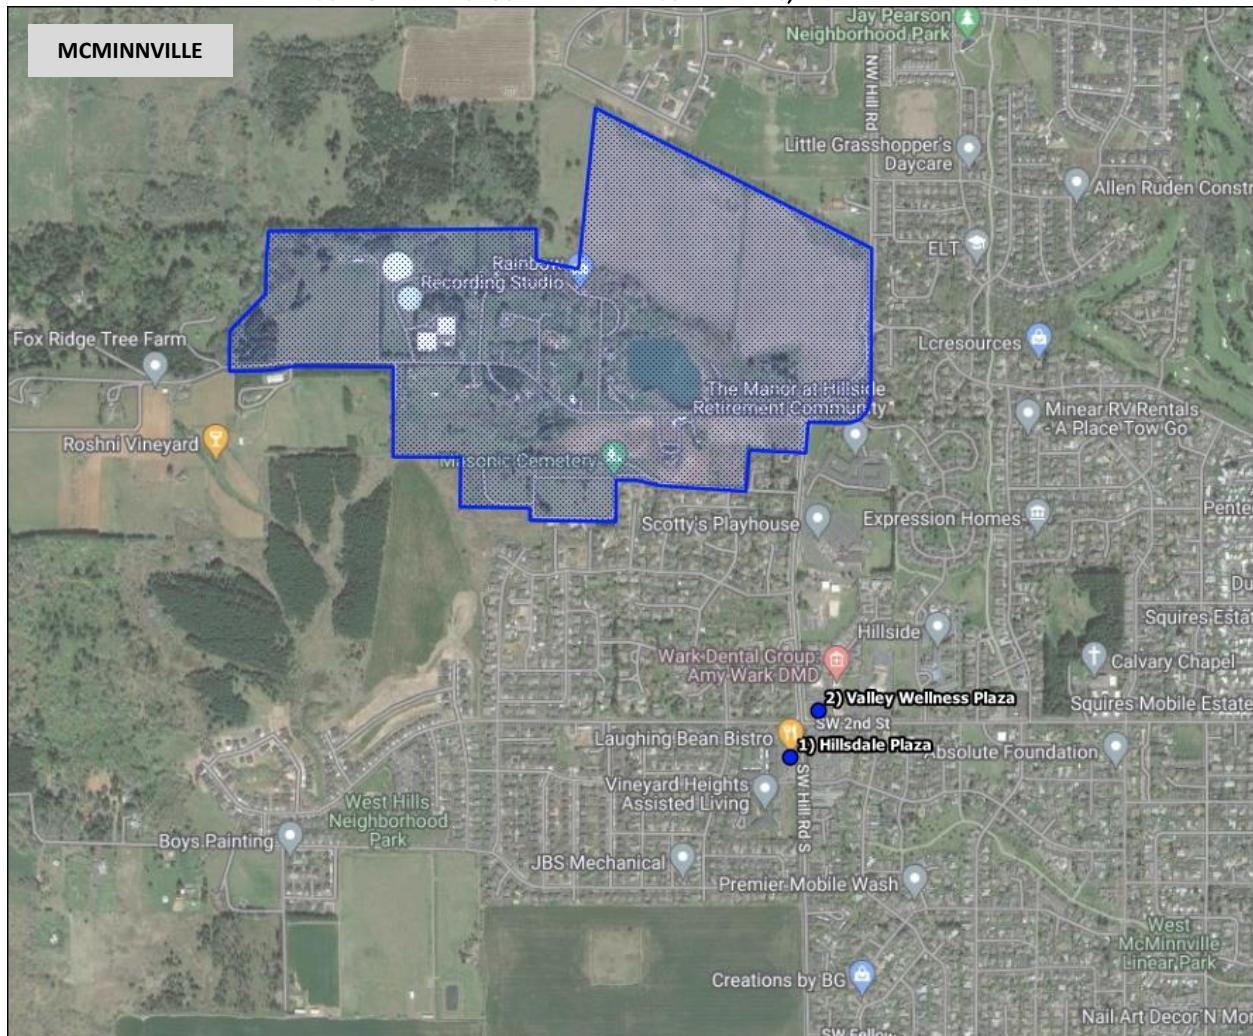 MCMINNVILLE
Jay Pearson
Neighborhood Park
NW Hill Rd
Little Grasshopper's
Daycare
Allen Ruden Constr
ELT
Rainbow
Recording Studio
Fox Ridge Tree Farm
Lcresources
The Manor at Hillside
Retirement Community
Minear RV Rentals
- A Place Tow Go
Roshni Vineyard
Masonic Cemetery
Scotty's Playhouse
Expression Homes
Pente
Du
Squires Esta
Hillside
Wark Dental Group:
Amy Wark DMD
Calvary Chapel
2) Valley Wellness Plaza
Squires Mobile Estate
SW 2nd St
Laughing Bean Bistro
1) Hillsdale Plaza
Absolute Foundation
SW Hill Rd S
Vineyard Heights
Assisted Living
West Hills
Neighborhood
Park
Boys Painting
JBS Mechanical
Premier Mobile Wash
West
McMinnville
Linear Park
Creations by BG
Nail Art Decor N Mor
SW Fellow